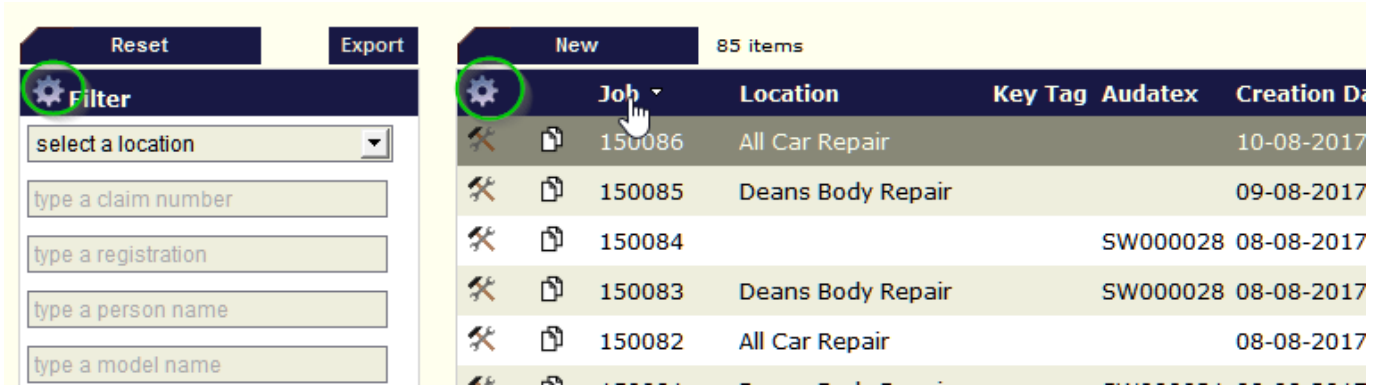 Reset Export New 85 items
Filter
select a location
type a claim number
type a registration
type a person name
type a model name
Job Location Key Tag Audatex Creation Da
150086 All Car Repair 10-08-2017
150085 Deans Body Repair 09-08-2017
150084 SW000028 08-08-2017
150083 Deans Body Repair SW000028 08-08-2017
150082 All Car Repair 08-08-2017